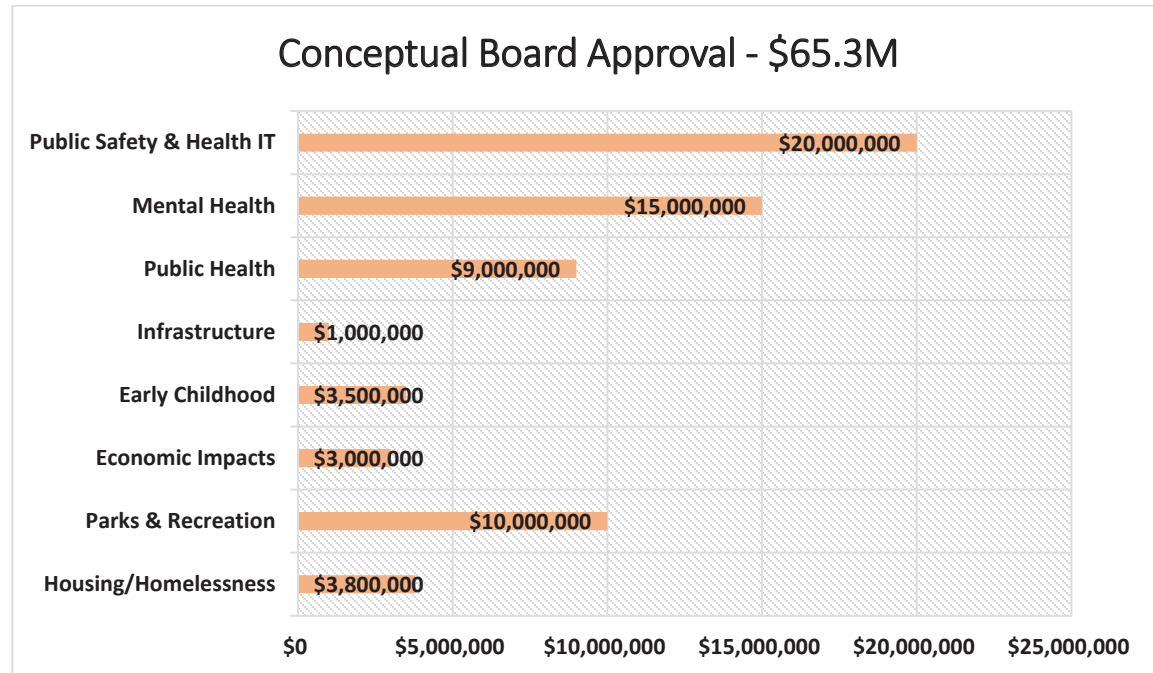 Conceptual Board Approval - $65.3M
Public Safety & Health IT
$20,000,000
Mental Health
$15,000,000
Public Health
$9,000,000
Infrastructure
$1,000,000
Early Childhood
$3,500,000
Economic Impacts
$3,000,000
Parks & Recreation
$10,000,000
Housing/Homelessness
$3,800,000
$0 $5,000,000 $10,000,000 $15,000,000 $20,000,000 $25,000,000